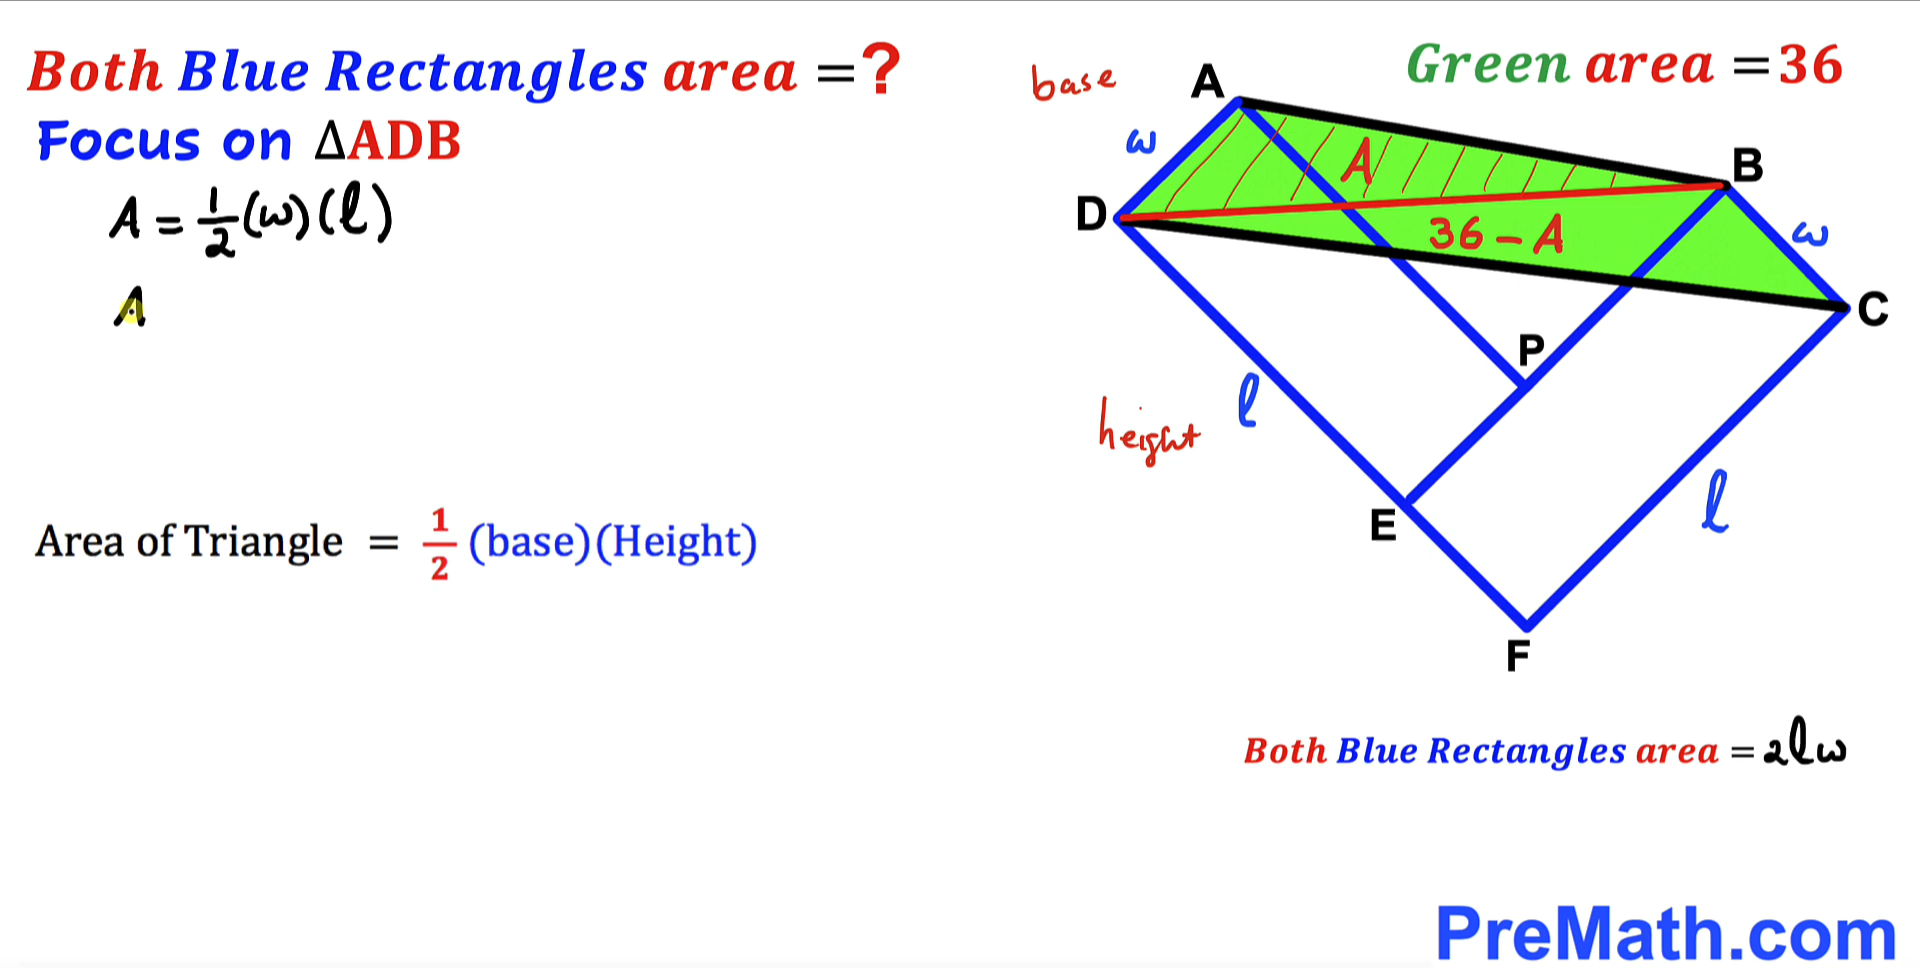 Both Blue Rectangles area =?
Focus on ΔADB
A = 1/2 (ω)(ℓ)
A
Area of Triangle = 1/2 (base)(Height)
Green area =36
base
A
ω
B
A
D
36 - A
ω
C
P
ℓ
height
ℓ
E
F
Both Blue Rectangles area = 2ℓω
PreMath.com